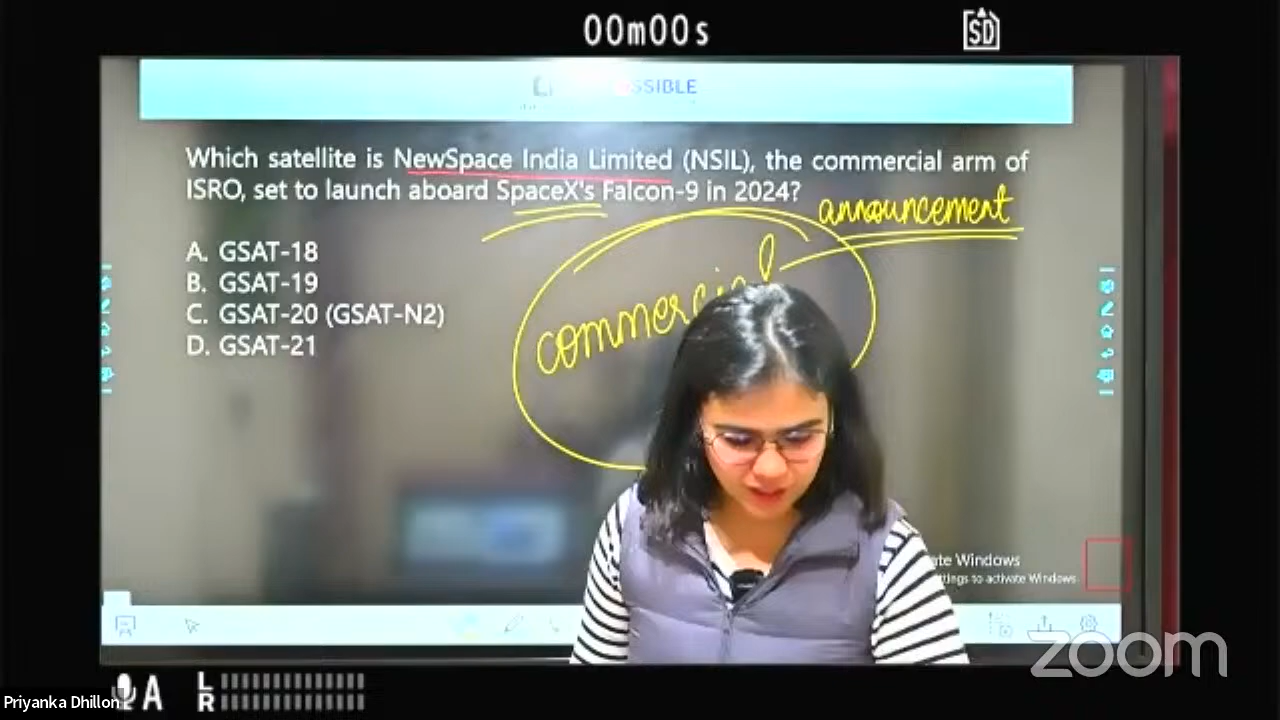 00m00s
SD
SSIBLE
Which satellite is NewSpace India Limited (NSIL), the commercial arm of
ISRO, set to launch aboard SpaceX's Falcon-9 in 2024?
announcement
A. GSAT-18
B. GSAT-19
C. GSAT-20 (GSAT-N2)
D. GSAT-21
commercial
ate Windows
ttings to activate Windows
zoom
Priyanka Dhillon
A
L
R